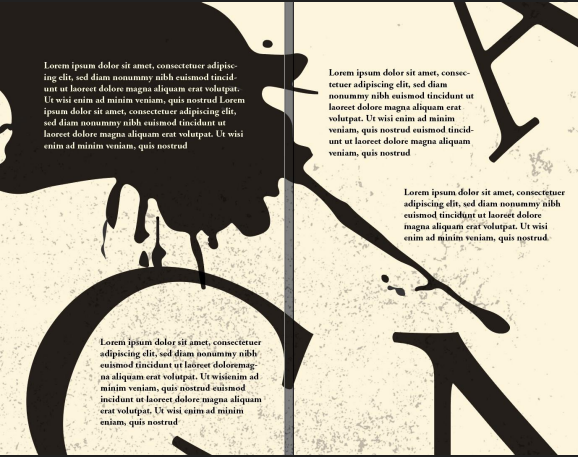 Lorem ipsum dolor sit amet, consectetuer adipisc-
ing elit, sed diam nonummy nibh euismod tincid-
unt ut laoreet dolore magna aliquam erat volutpat.
Ut wisi enim ad minim veniam, quis nostrud Lorem
ipsum dolor sit amet, consectetuer adipiscing elit,
sed diam nonummy nibh euismod tincidunt ut
laoreet dolore magna aliquam erat volutpat. Ut wisi
enim ad minim veniam, quis nostrud
Lorem ipsum dolor sit amet, consectetuer
adipiscing elit, sed diam nonummy nibh
euismod tincidunt ut laoreet doloremag-
na aliquam erat volutpat. Ut wisienim ad
minim veniam, quis nostrud euismod
incidunt ut laoreet dolore magna aliquam
erat volutpat. Ut wisi enim ad minim
eniam, quis nostrud
Lorem ipsum dolor sit amet, consec-
tetuer adipiscing elit, sed diam
nonummy nibh euismod tincidunt ut
laoreet dolore magna aliquam erat
volutpat. Ut wisi enim ad minim
veniam, quis nostrud euismod tincid-
unt ut laoreet dolore magna aliquam
veniam, quis nostrud
Lorem ipsum dolor sit amet, consectetuer
adipiscing elit, sed diam nonummy nibh
euismod tincidunt ut laoreet dolore
magna aliquam erat volutpat. Ut wisi
enim ad minim veniam, quis nostrud